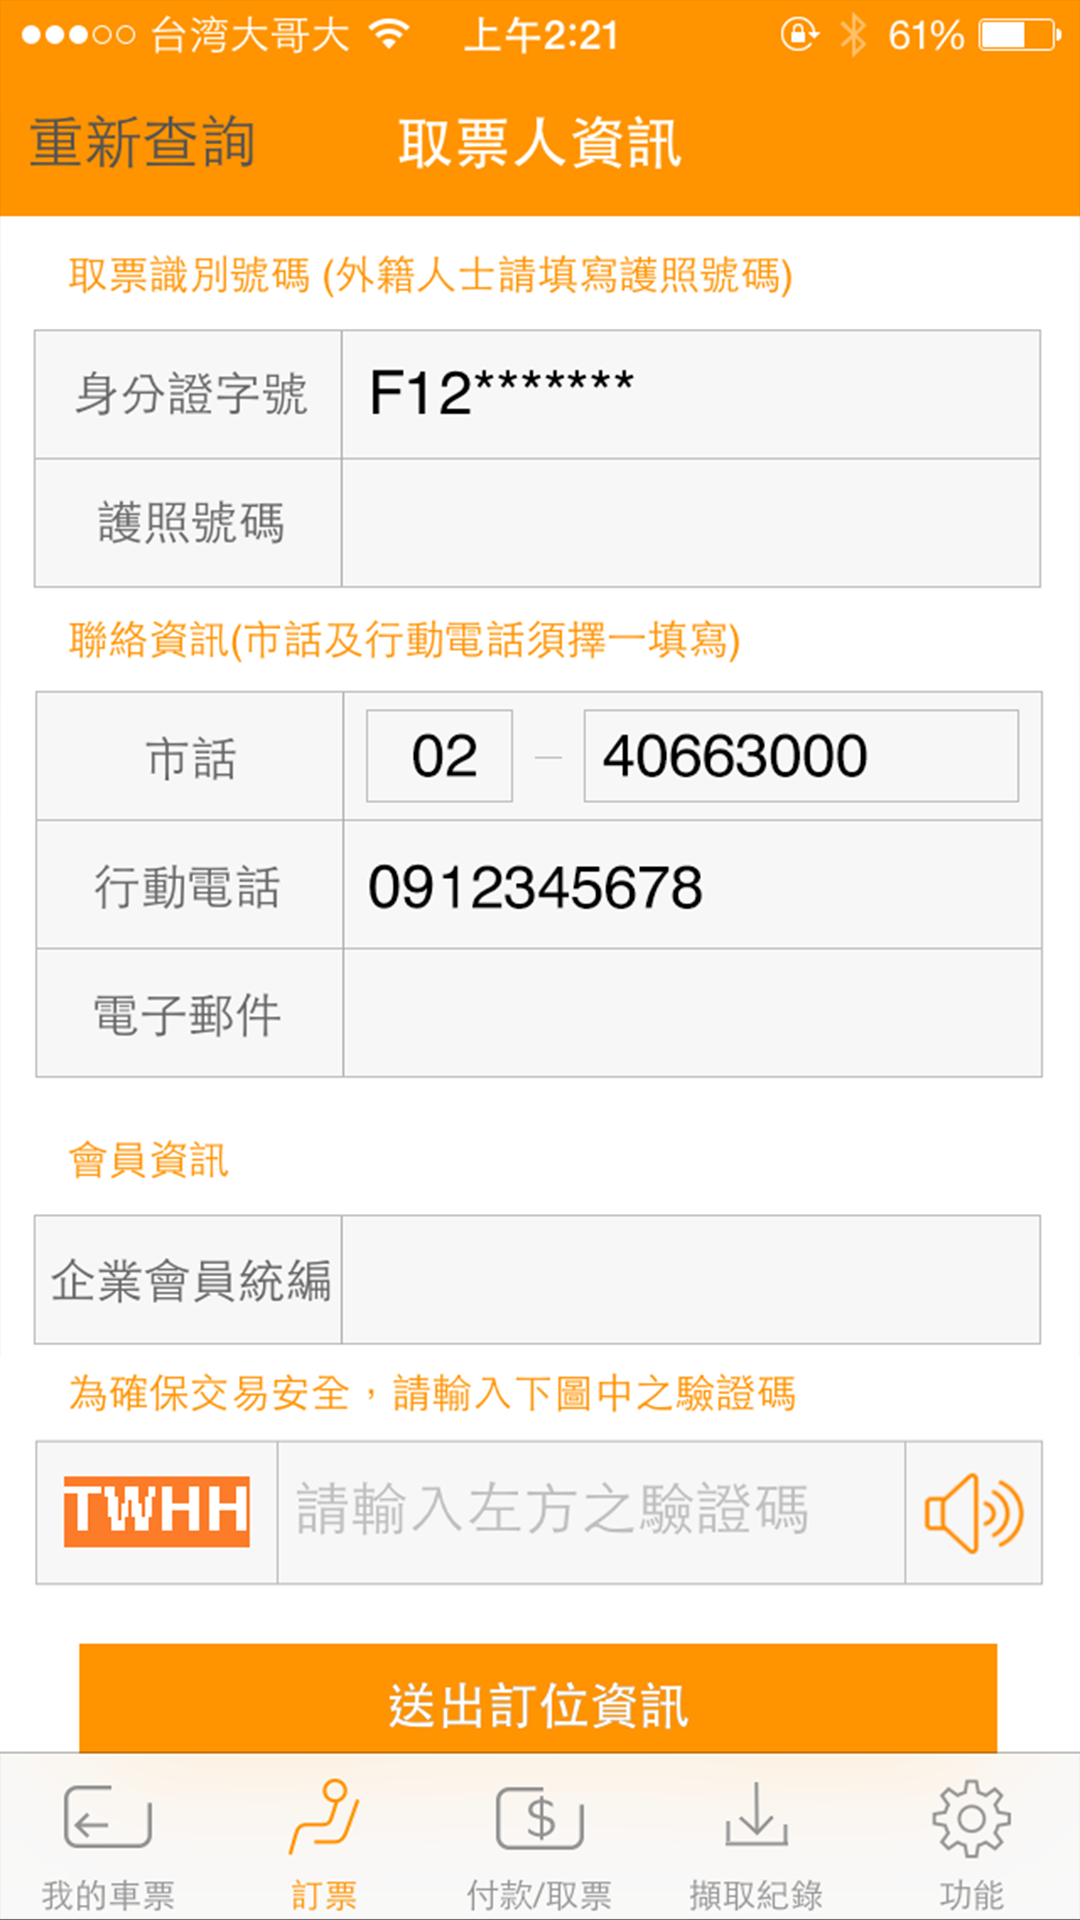 台湾大哥大 上午2:21 61%
重新查詢 取票人資訊
取票識別號碼 (外籍人士請填寫護照號碼)
身分證字號 F12*******
護照號碼
聯絡資訊(市話及行動電話須擇一填寫)
市話 02 — 40663000
行動電話 0912345678
電子郵件
會員資訊
企業會員統編
為確保交易安全，請輸入下圖中之驗證碼
TWHH 請輸入左方之驗證碼
送出訂位資訊
我的車票 訂票 付款/取票 擷取紀錄 功能